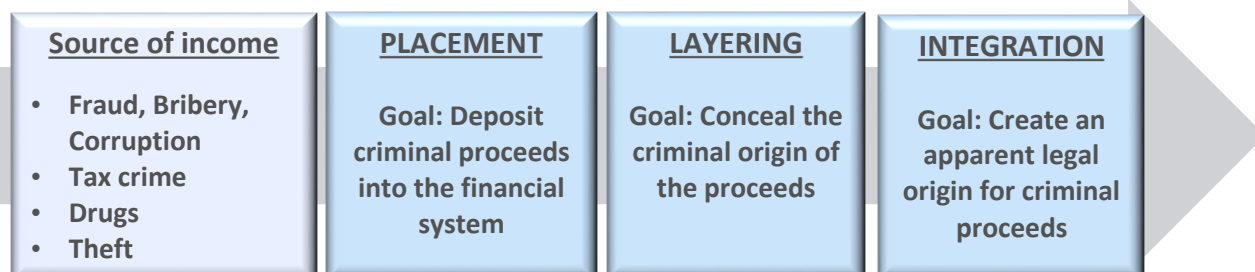 Source of income
• Fraud, Bribery,
Corruption
• Tax crime
• Drugs
• Theft
PLACEMENT
Goal: Deposit
criminal proceeds
into the financial
system
LAYERING
Goal: Conceal the
criminal origin of
the proceeds
INTEGRATION
Goal: Create an
apparent legal
origin for criminal
proceeds